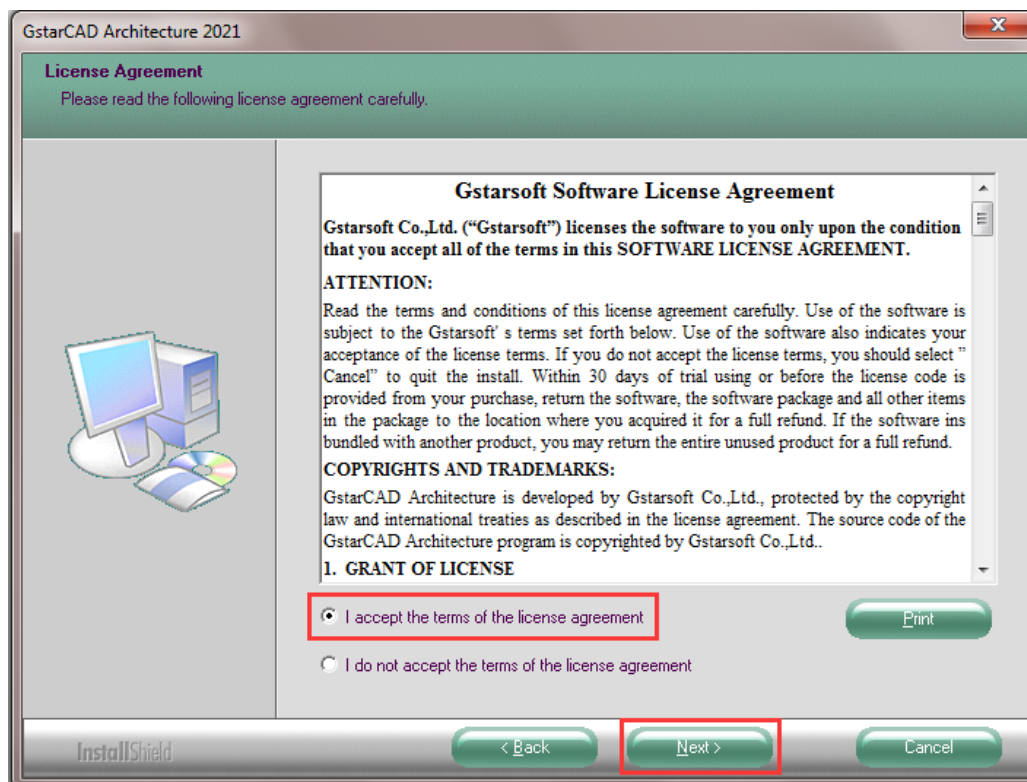 GstarCAD Architecture 2021
License Agreement
Please read the following license agreement carefully.
Gstarsoft Software License Agreement
Gstarsoft Co.,Ltd. (“Gstarsoft”) licenses the software to you only upon the condition
that you accept all of the terms in this SOFTWARE LICENSE AGREEMENT.
ATTENTION:
Read the terms and conditions of this license agreement carefully. Use of the software is
subject to the Gstarsoft' s terms set forth below. Use of the software also indicates your
acceptance of the license terms. If you do not accept the license terms, you should select ”
Cancel” to quit the install. Within 30 days of trial using or before the license code is
provided from your purchase, return the software, the software package and all other items
in the package to the location where you acquired it for a full refund. If the software ins
bundled with another product, you may return the entire unused product for a full refund.
COPYRIGHTS AND TRADEMARKS:
GstarCAD Architecture is developed by Gstarsoft Co.,Ltd., protected by the copyright
law and international treaties as described in the license agreement. The source code of the
GstarCAD Architecture program is copyrighted by Gstarsoft Co.,Ltd..
1. GRANT OF LICENSE
I accept the terms of the license agreement
Print
I do not accept the terms of the license agreement
InstallShield
< Back
Next >
Cancel